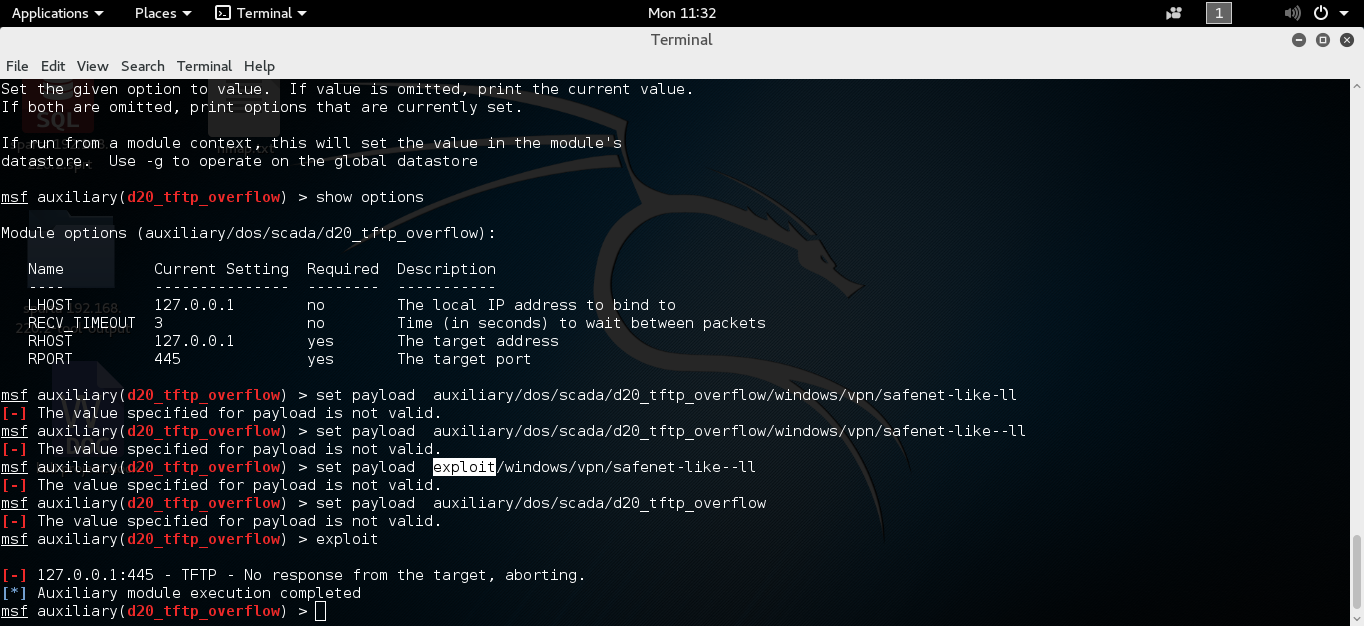 Applications Places Terminal Mon 11:32 1
Terminal
File Edit View Search Terminal Help
Set the given option to value.  If value is omitted, print the current value.
If both are omitted, print options that are currently set.
SQL
If run from a module context, this will set the value in the module's
datastore.  Use -g to operate on the global datastore
msf auxiliary(d20_tftp_overflow) > show options
Module options (auxiliary/dos/scada/d20_tftp_overflow):
Name Current Setting Required Description
---- --------------- -------- -----------
LHOST 127.0.0.1 no The local IP address to bind to
RECV_TIMEOUT 3 no Time (in seconds) to wait between packets
RHOST 127.0.0.1 yes The target address
RPORT 445 yes The target port
msf auxiliary(d20_tftp_overflow) > set payload  auxiliary/dos/scada/d20_tftp_overflow/windows/vpn/safenet-like-ll
[-] The value specified for payload is not valid.
msf auxiliary(d20_tftp_overflow) > set payload  auxiliary/dos/scada/d20_tftp_overflow/windows/vpn/safenet-like--ll
[-] The value specified for payload is not valid.
msf auxiliary(d20_tftp_overflow) > set payload  exploit/windows/vpn/safenet-like--ll
[-] The value specified for payload is not valid.
msf auxiliary(d20_tftp_overflow) > set payload  auxiliary/dos/scada/d20_tftp_overflow
[-] The value specified for payload is not valid.
msf auxiliary(d20_tftp_overflow) > exploit
[-] 127.0.0.1:445 - TFTP - No response from the target, aborting.
[*] Auxiliary module execution completed
msf auxiliary(d20_tftp_overflow) >